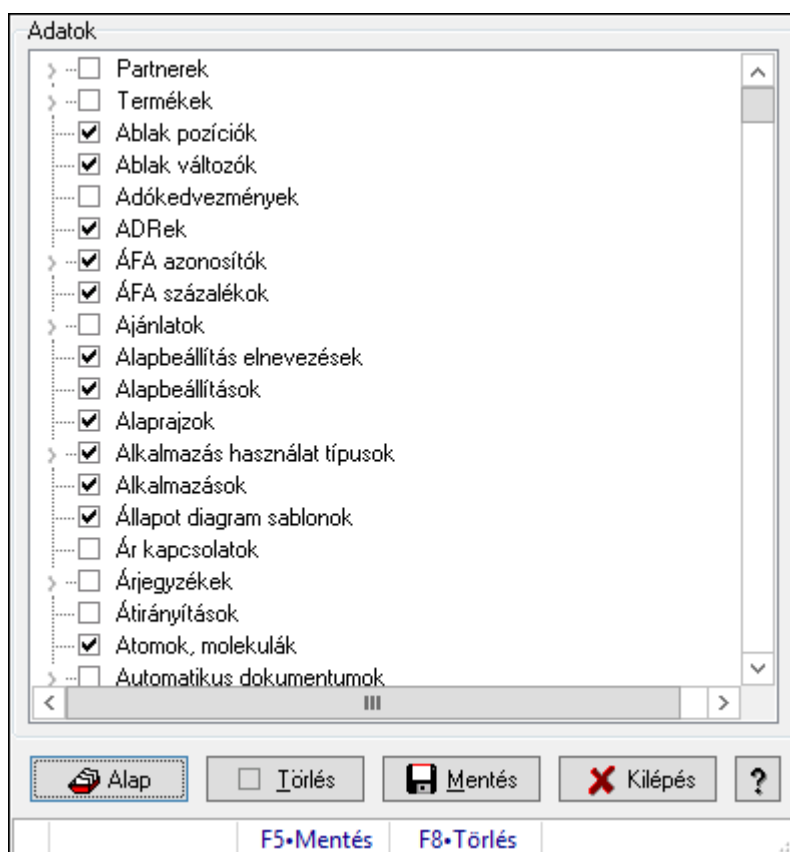 Adatok
Partnerek
Termékek
Ablak pozíciók
Ablak változók
Adókedvezmények
ADRek
ÁFA azonosítók
ÁFA százalékok
Ajánlatok
Alapbeállítás elnevezések
Alapbeállítások
Alaprajzok
Alkalmazás használat típusok
Alkalmazások
Állapot diagram sablonok
Ár kapcsolatok
Árjegyzékek
Átirányítások
Atomok, molekulák
Automatikus dokumentumok
Alap Törlés Mentés Kilépés ?
F5•Mentés F8•Törlés